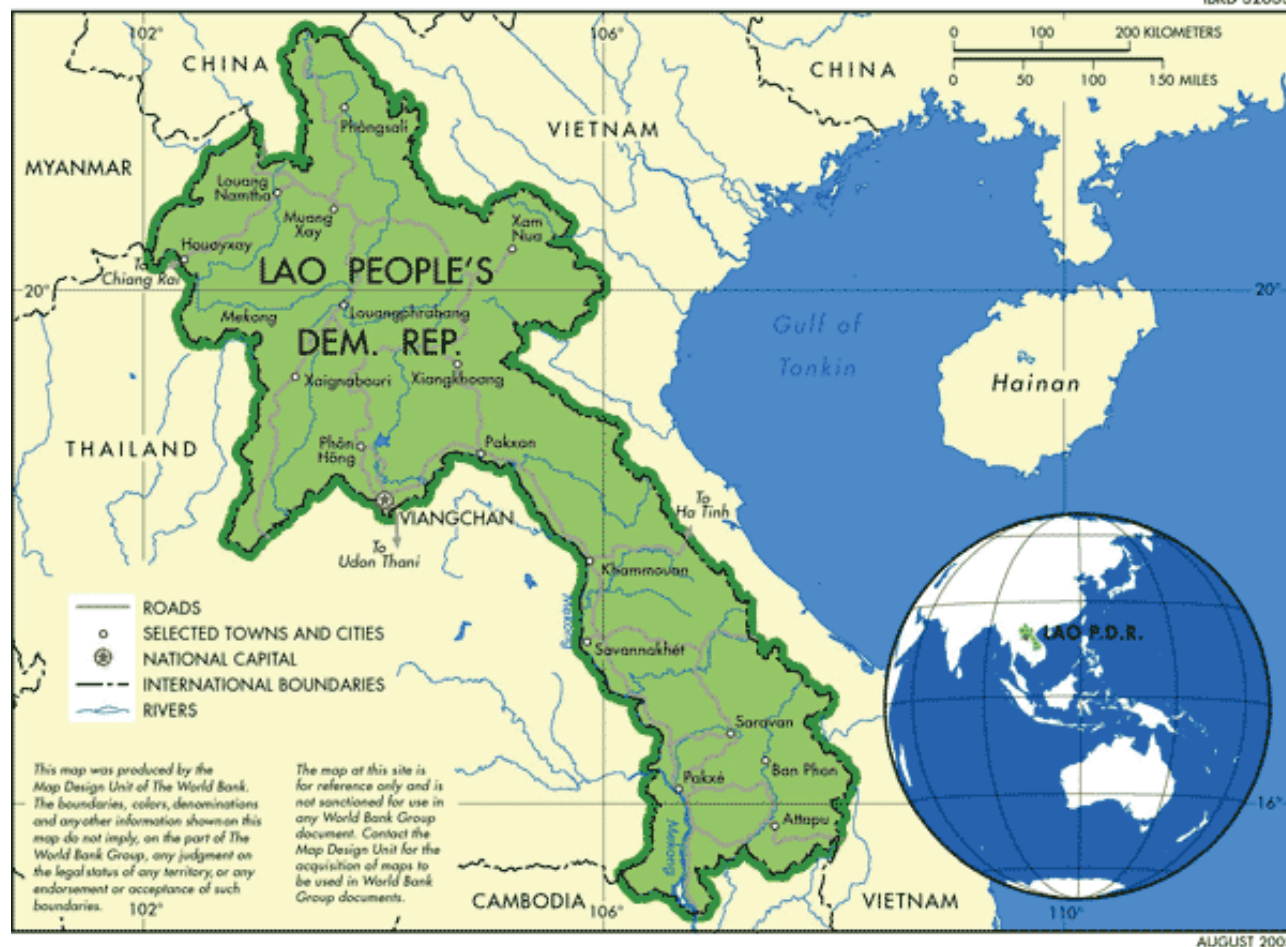 102°
106°
0 100 200 KILOMETERS
0 50 100 150 MILES
CHINA
CHINA
Phôngsali
VIETNAM
MYANMAR
Louang
Namtha
Muang
Xay
Xam
Nua
Houayxay
To
Chiang Rai
LAO PEOPLE'S
20°
20°
Mekong
Louangphrabang
Gulf of
Tonkin
DEM. REP.
Xaignabouri
Xiangkhoang
Hainan
THAILAND
Phôn
Hông
Pakxan
VIANGCHAN
To
Ha Tinh
To
Udon Thani
Khammouan
Mekong
ROADS
SELECTED TOWNS AND CITIES
NATIONAL CAPITAL
INTERNATIONAL BOUNDARIES
RIVERS
LAO P.D.R.
Savannakhét
Saravan
Ban Phon
Pakxé
Attapu
16°
Mekong
This map was produced by the
Map Design Unit of The World Bank.
The boundaries, colors, denominations
and any other information shown on this
map do not imply, on the part of The
World Bank Group, any judgment on
the legal status of any territory, or any
endorsement or acceptance of such
boundaries.
The map at this site is
for reference only and is
not sanctioned for use in
any World Bank Group
document. Contact the
Map Design Unit for the
acquisition of maps to
be used in World Bank
Group documents.
CAMBODIA
VIETNAM
102°
106°
110°
AUGUST